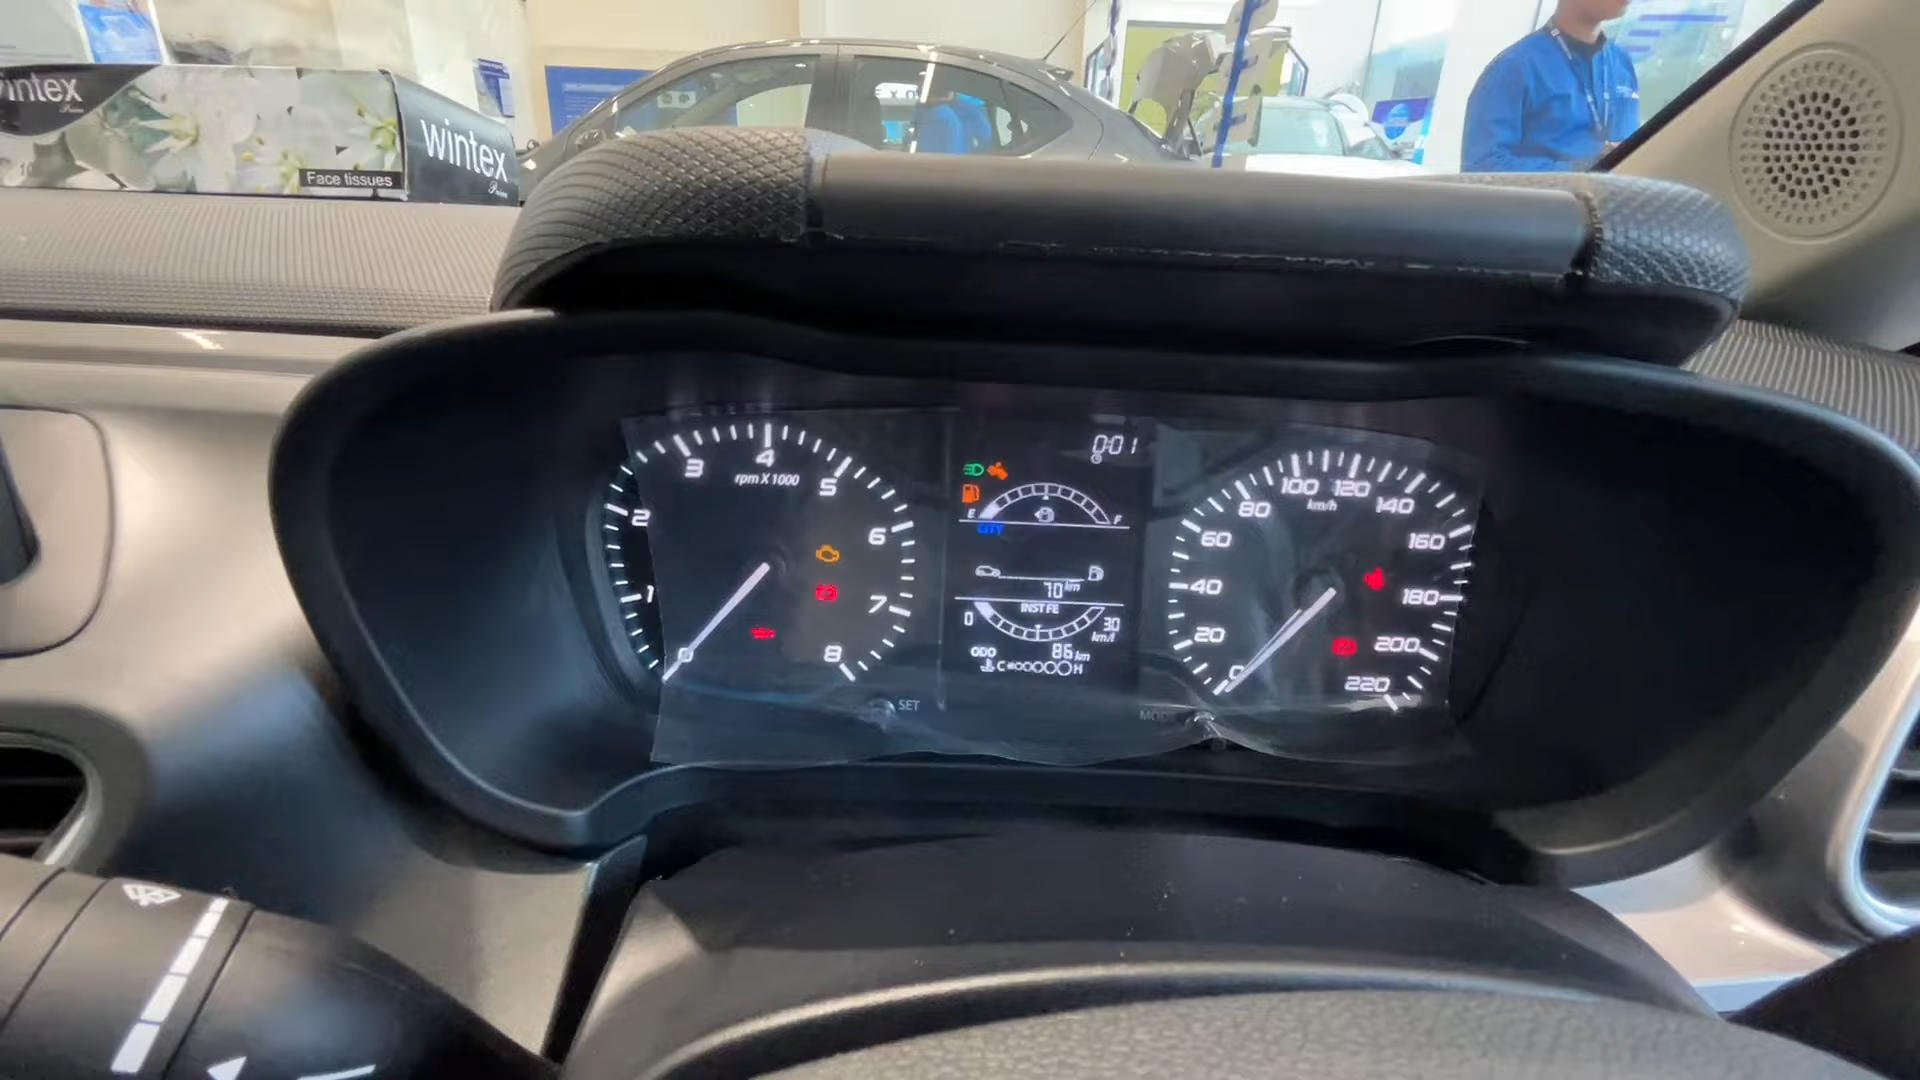 wintex
Face tissues
0:01
3
4
5
rpm X 1000
2
6
1
7
0
8
E
F
CITY
70 km
INST FE
0
30
km/l
ODO
86 km
C
H
SET
80
100
120
140
km/h
60
160
40
180
20
200
0
220